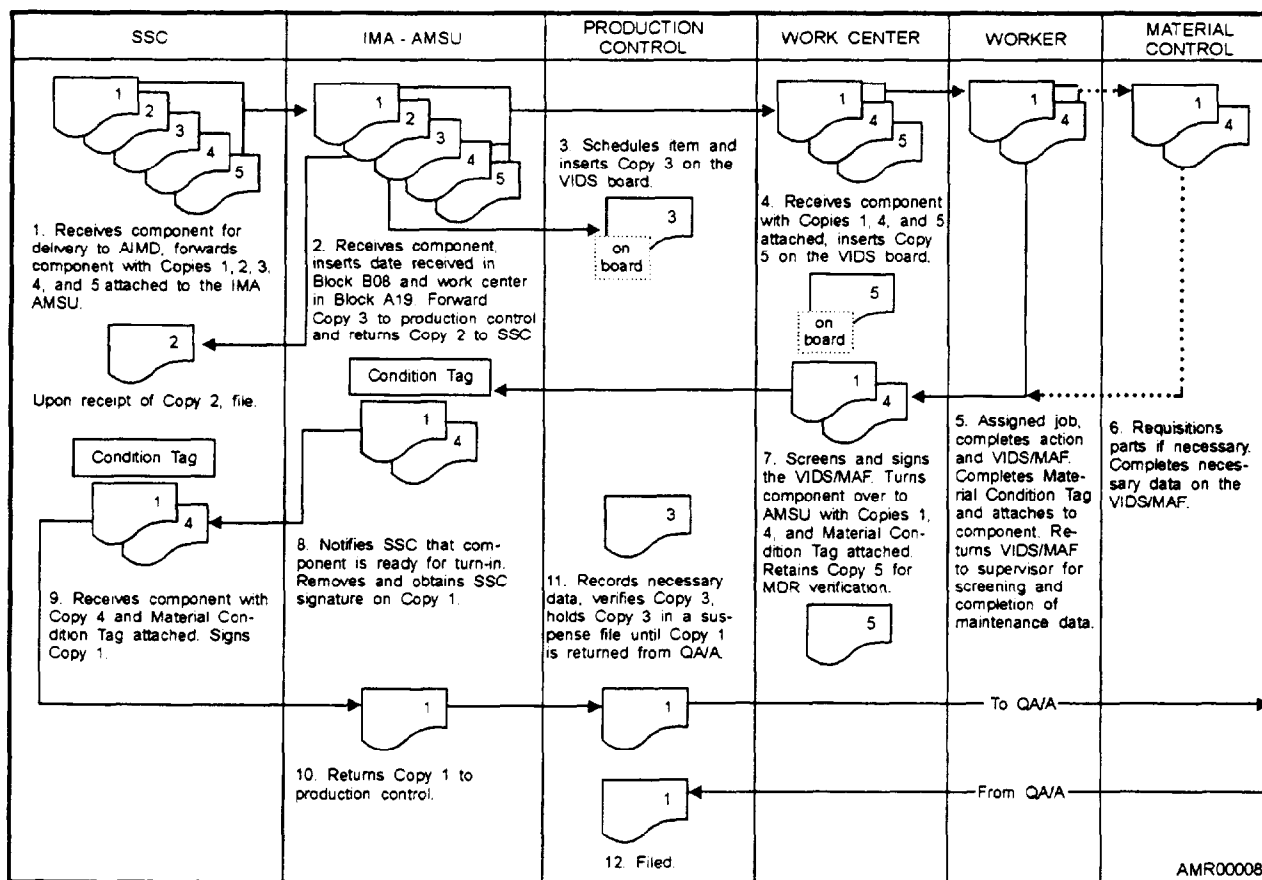 SSC
IMA - AMSU
PRODUCTION
CONTROL
WORK CENTER
WORKER
MATERIAL
CONTROL
1
2
3
4
5
1. Receives component for
delivery to AIMD, forwards
component with Copies 1, 2, 3,
4, and 5 attached to the IMA
AMSU.
2
Upon receipt of Copy 2, file.
Condition Tag
1
4
9. Receives component with
Copy 4 and Material Con-
dition Tag attached. Signs
Copy 1.
1
2
3
4
5
2. Receives component,
inserts date received in
Block B08 and work center
in Block A19. Forward
Copy 3 to production control
and returns Copy 2 to SSC
Condition Tag
1
4
8. Notifies SSC that com-
ponent is ready for turn-in.
Removes and obtains SSC
signature on Copy 1.
1
10. Returns Copy 1 to
production control.
3. Schedules item and
inserts Copy 3 on the
VIDS board.
3
on
board
3
11. Records necessary
data, verifies Copy 3,
holds Copy 3 in a sus-
pense file until Copy 1
is returned from QA/A.
1
1
12. Filed.
1
4
5
4. Receives component
with Copies 1, 4, and 5
attached, inserts Copy
5 on the VIDS board.
5
on
board
1
4
7. Screens and signs
the VIDS/MAF. Turns
component over to
AMSU with Copies 1,
4, and Material Con-
dition Tag attached.
Retains Copy 5 for
MDR verification.
5
1
4
5. Assigned job,
completes action
and VIDS/MAF.
Completes Mate-
rial Condition Tag
and attaches to
component. Re-
turns VIDS/MAF
to supervisor for
screening and
completion of
maintenance data.
To QA/A
From QA/A
1
4
6. Requisitions
parts if necessary.
Completes neces-
sary data on the
VIDS/MAF.
AMR00008